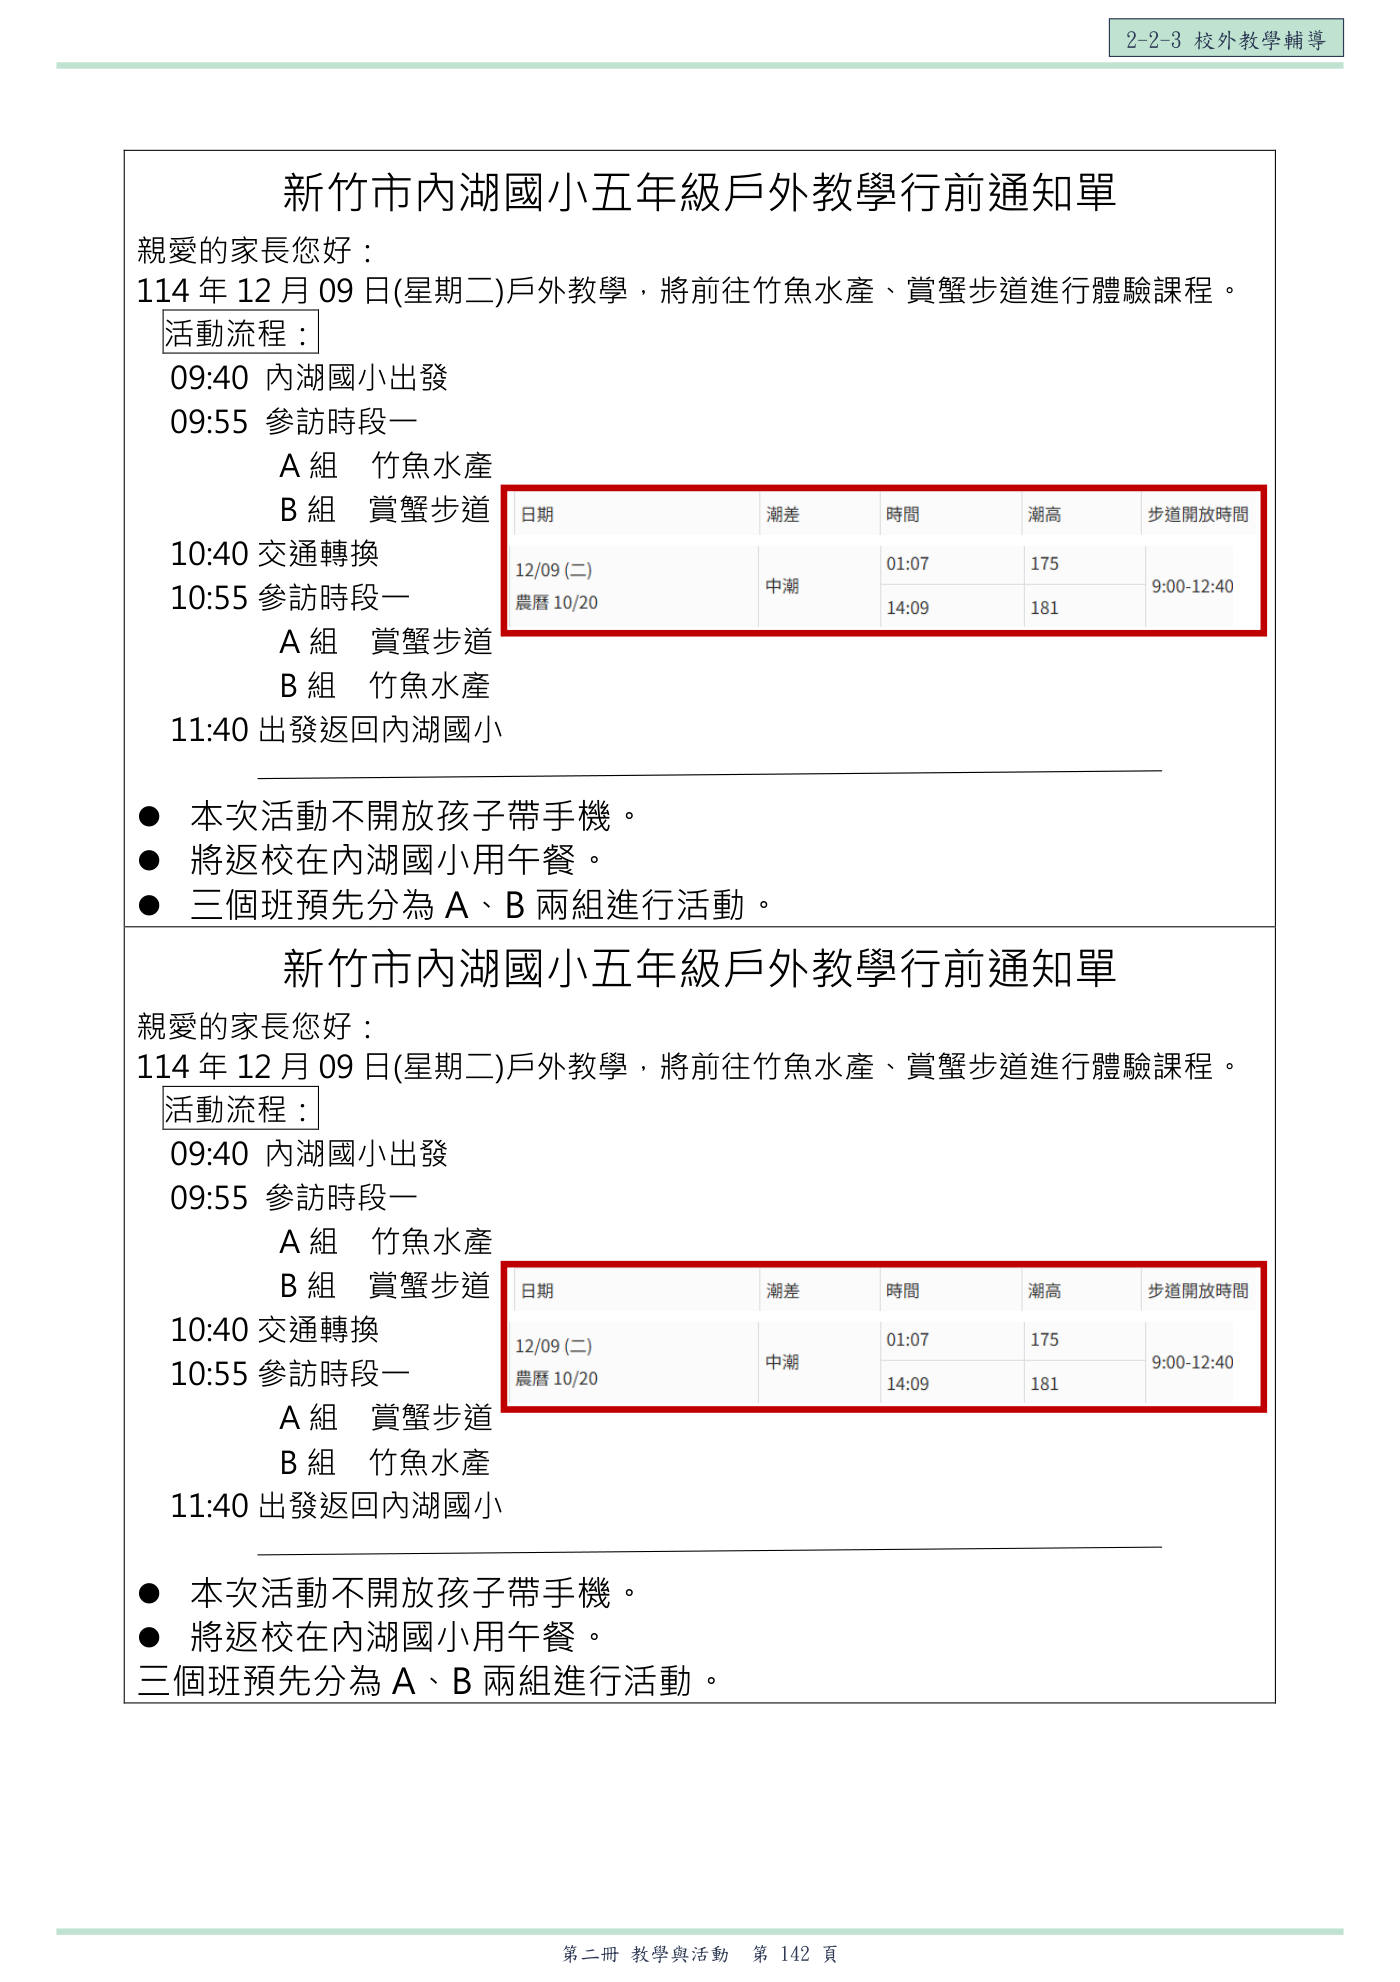 2-2-3 校外教學輔導
新竹市內湖國小五年級戶外教學行前通知單
親愛的家長您好：
114 年 12 月 09 日(星期二)戶外教學，將前往竹魚水產、賞蟹步道進行體驗課程。
活動流程：
09:40 內湖國小出發
09:55 參訪時段一
A 組 竹魚水產
B 組 賞蟹步道
10:40 交通轉換
10:55 參訪時段一
A 組 賞蟹步道
B 組 竹魚水產
11:40 出發返回內湖國小
日期 潮差 時間 潮高 步道開放時間
12/09 (二) 中潮 01:07 175 9:00-12:40
農曆 10/20 14:09 181
● 本次活動不開放孩子帶手機。
● 將返校在內湖國小用午餐。
● 三個班預先分為 A、B 兩組進行活動。
新竹市內湖國小五年級戶外教學行前通知單
親愛的家長您好：
114 年 12 月 09 日(星期二)戶外教學，將前往竹魚水產、賞蟹步道進行體驗課程。
活動流程：
09:40 內湖國小出發
09:55 參訪時段一
A 組 竹魚水產
B 組 賞蟹步道
10:40 交通轉換
10:55 參訪時段一
A 組 賞蟹步道
B 組 竹魚水產
11:40 出發返回內湖國小
日期 潮差 時間 潮高 步道開放時間
12/09 (二) 中潮 01:07 175 9:00-12:40
農曆 10/20 14:09 181
● 本次活動不開放孩子帶手機。
● 將返校在內湖國小用午餐。
三個班預先分為 A、B 兩組進行活動。
第二冊 教學與活動 第 142 頁